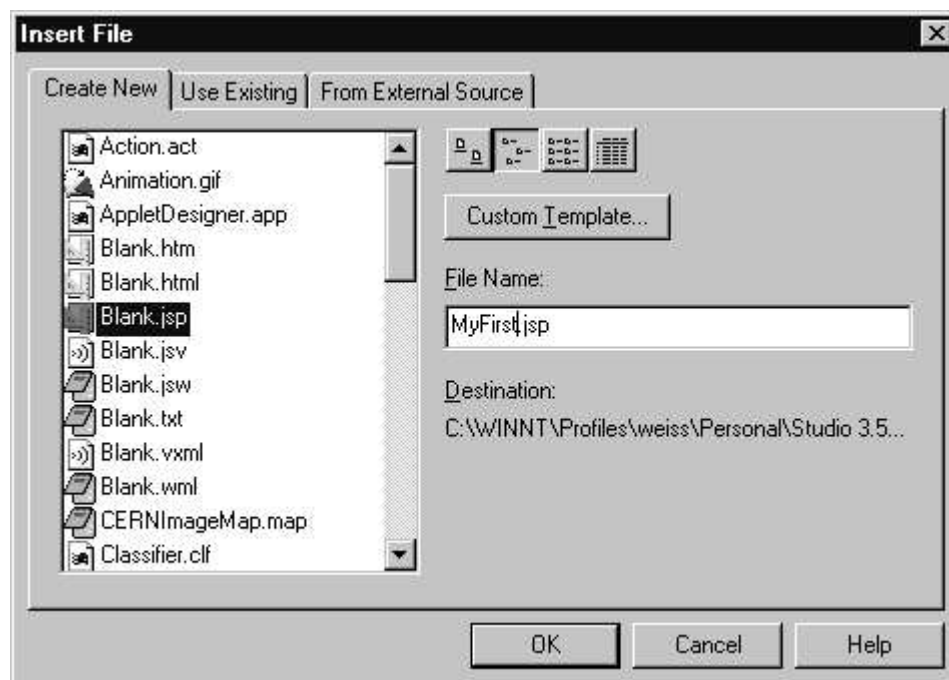 Insert File
Create New
Use Existing
From External Source
Action.act
Animation.gif
AppletDesigner.app
Blank.htm
Blank.html
Blank.jsp
Blank.jsv
Blank.jsw
Blank.txt
Blank.vxml
Blank.wml
CERNImageMap.map
Classifier.clf
Custom Template...
File Name:
MyFirst.jsp
Destination:
C:\WINNT\Profiles\weiss\Personal\Studio 3.5...
OK
Cancel
Help